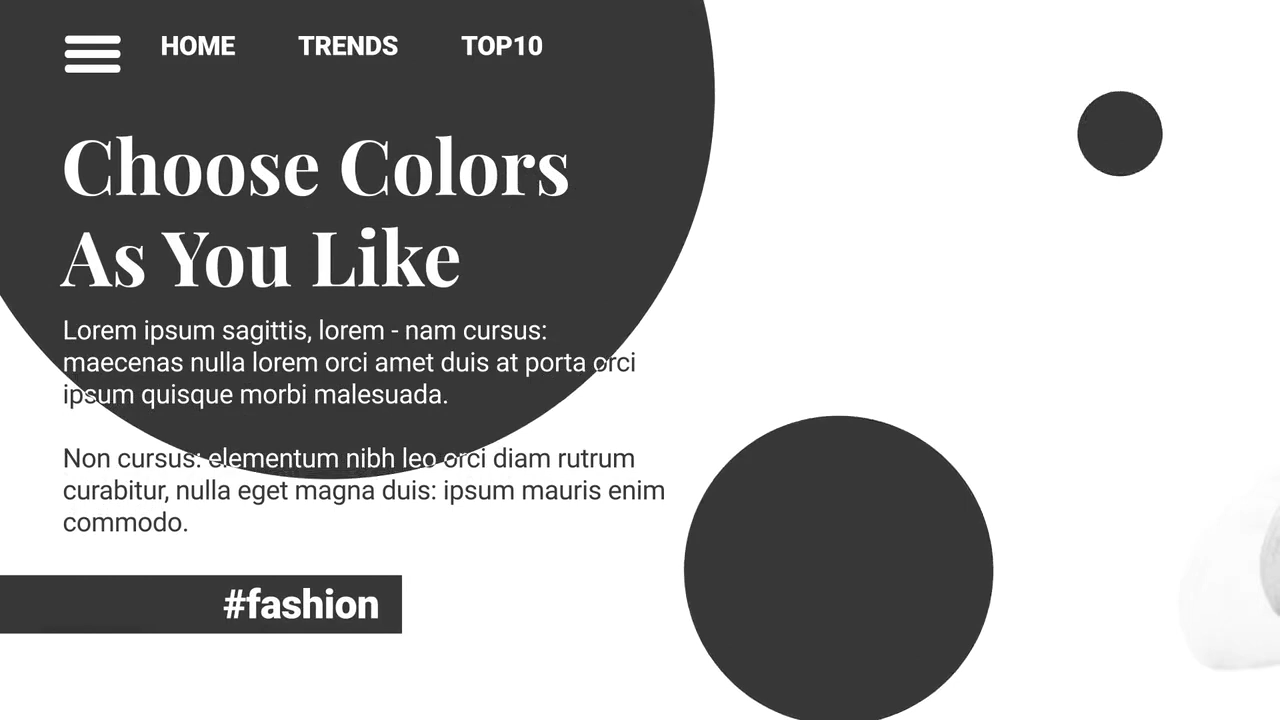 HOME TRENDS TOP10
Choose Colors
As You Like
Lorem ipsum sagittis, lorem - nam cursus:
maecenas nulla lorem orci amet duis at porta orci
ipsum quisque morbi malesuada.
Non cursus: elementum nibh leo orci diam rutrum
curabitur, nulla eget magna duis: ipsum mauris enim
commodo.
#fashion